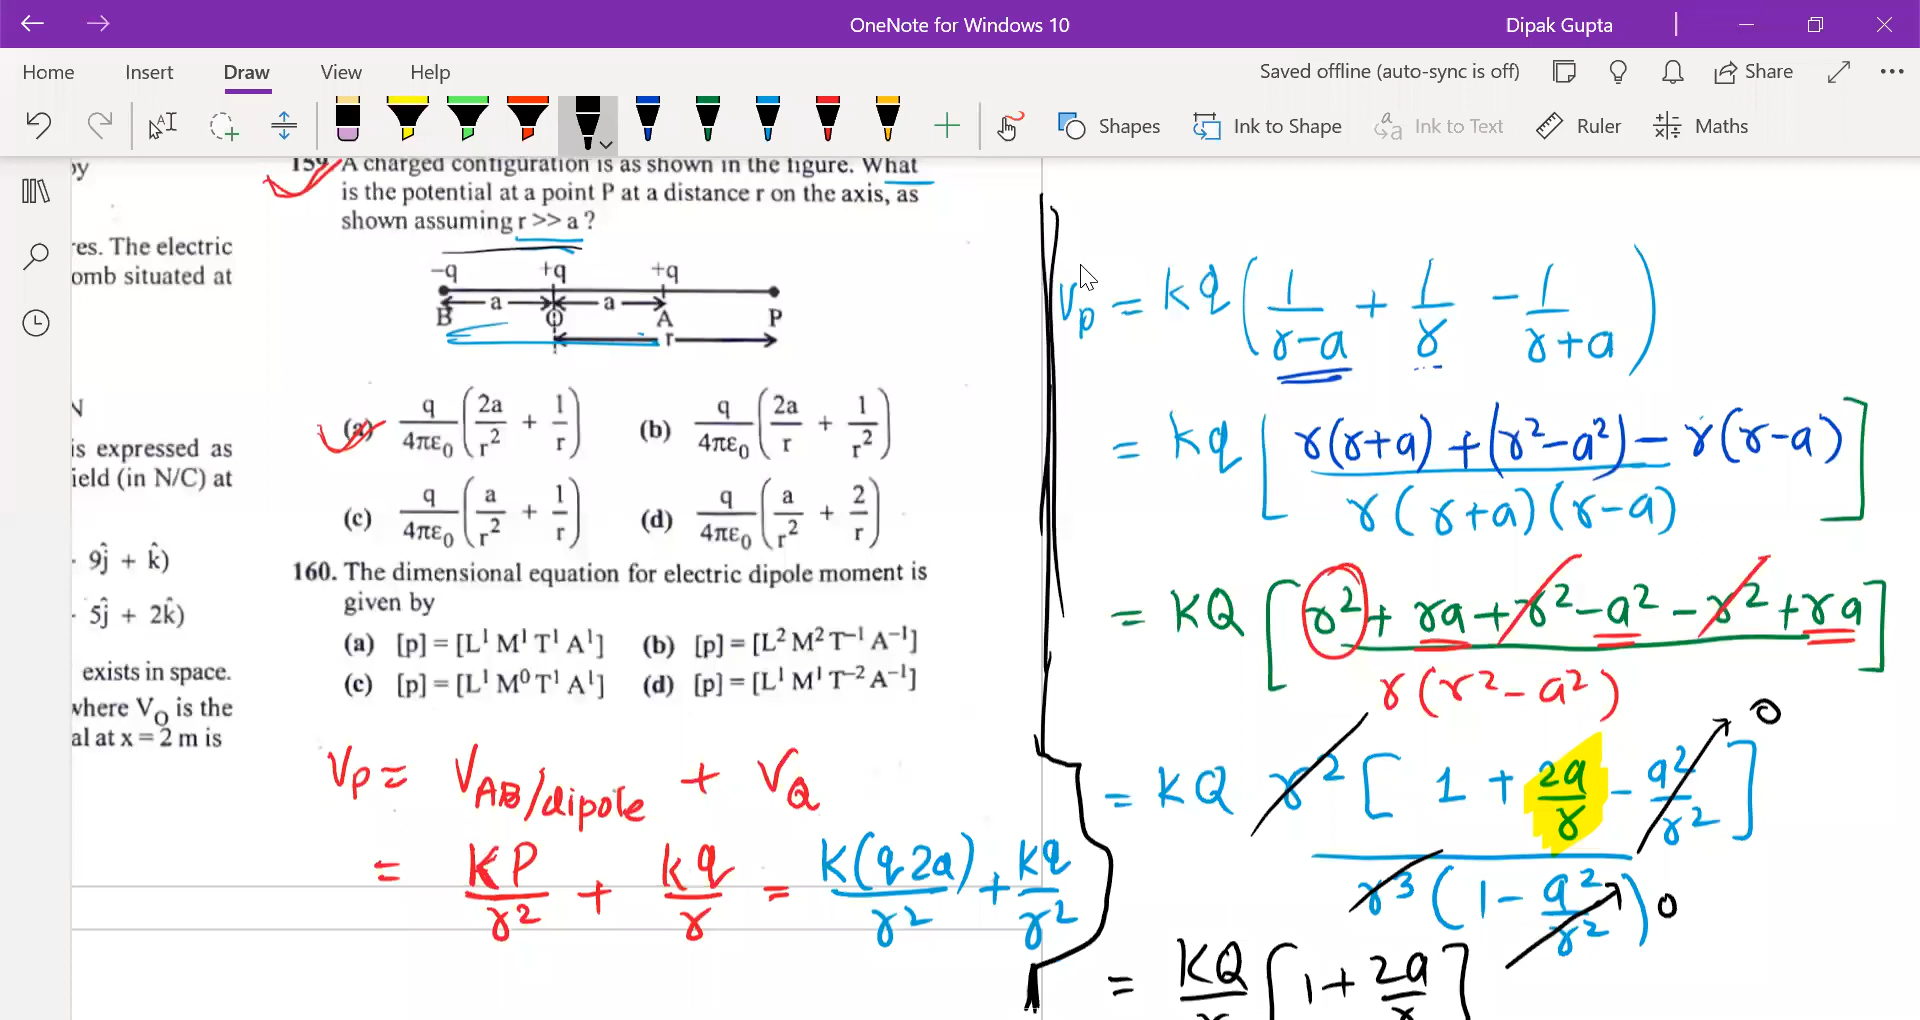 OneNote for Windows 10
Dipak Gupta
Home Insert Draw View Help
Saved offline (auto-sync is off)
Share
Shapes Ink to Shape Ink to Text Ruler Maths
by
res. The electric
omb situated at
N
is expressed as
ield (in N/C) at
· 9ĵ + k̂)
· 5ĵ + 2k̂)
exists in space.
where V_O is the
al at x = 2 m is
159. A charged configuration is as shown in the figure. What
is the potential at a point P at a distance r on the axis, as
shown assuming r >> a ?
−q +q +q
a a
B O A P
r
(a) q/4πε₀ (2a/r² + 1/r) (b) q/4πε₀ (2a/r + 1/r²)
(c) q/4πε₀ (a/r² + 1/r) (d) q/4πε₀ (a/r² + 2/r)
160. The dimensional equation for electric dipole moment is
given by
(a) [p] = [L¹ M¹ T¹ A¹] (b) [p] = [L² M² T⁻¹ A⁻¹]
(c) [p] = [L¹ M⁰ T¹ A¹] (d) [p] = [L¹ M¹ T⁻² A⁻¹]
Vp = V_AB/dipole + V_Q
= KP/r² + kq/r = K(q2a)/r² + kq/r²
Vp = kq (1/(r−a) + 1/r − 1/(r+a))
= kq [r(r+a) + (r²−a²) − r(r−a) / r(r+a)(r−a)]
= KQ [r² + ra + r² − a² − r² + ra] / r(r²−a²)
= KQ r² [1 + 2a/r − a²/r²] / r³(1 − a²/r²) 0 0
= KQ/r [1 + 2a/r]